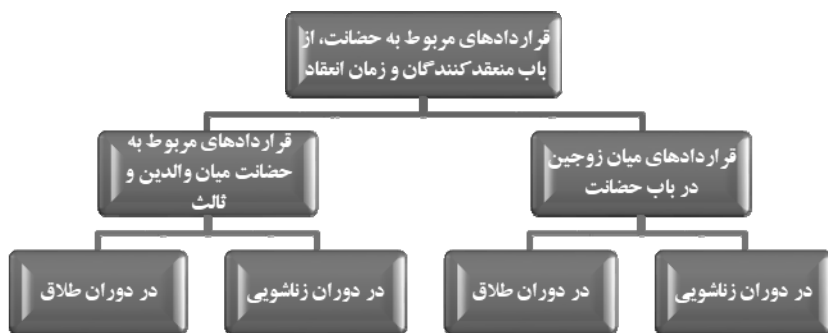 قراردادهای مربوط به حضانت، از
باب منعقدکنندگان و زمان انعقاد
قراردادهای میان زوجین
در باب حضانت
قراردادهای مربوط به
حضانت میان والدین و
ثالث
در دوران زناشویی
در دوران طلاق
در دوران زناشویی
در دوران طلاق